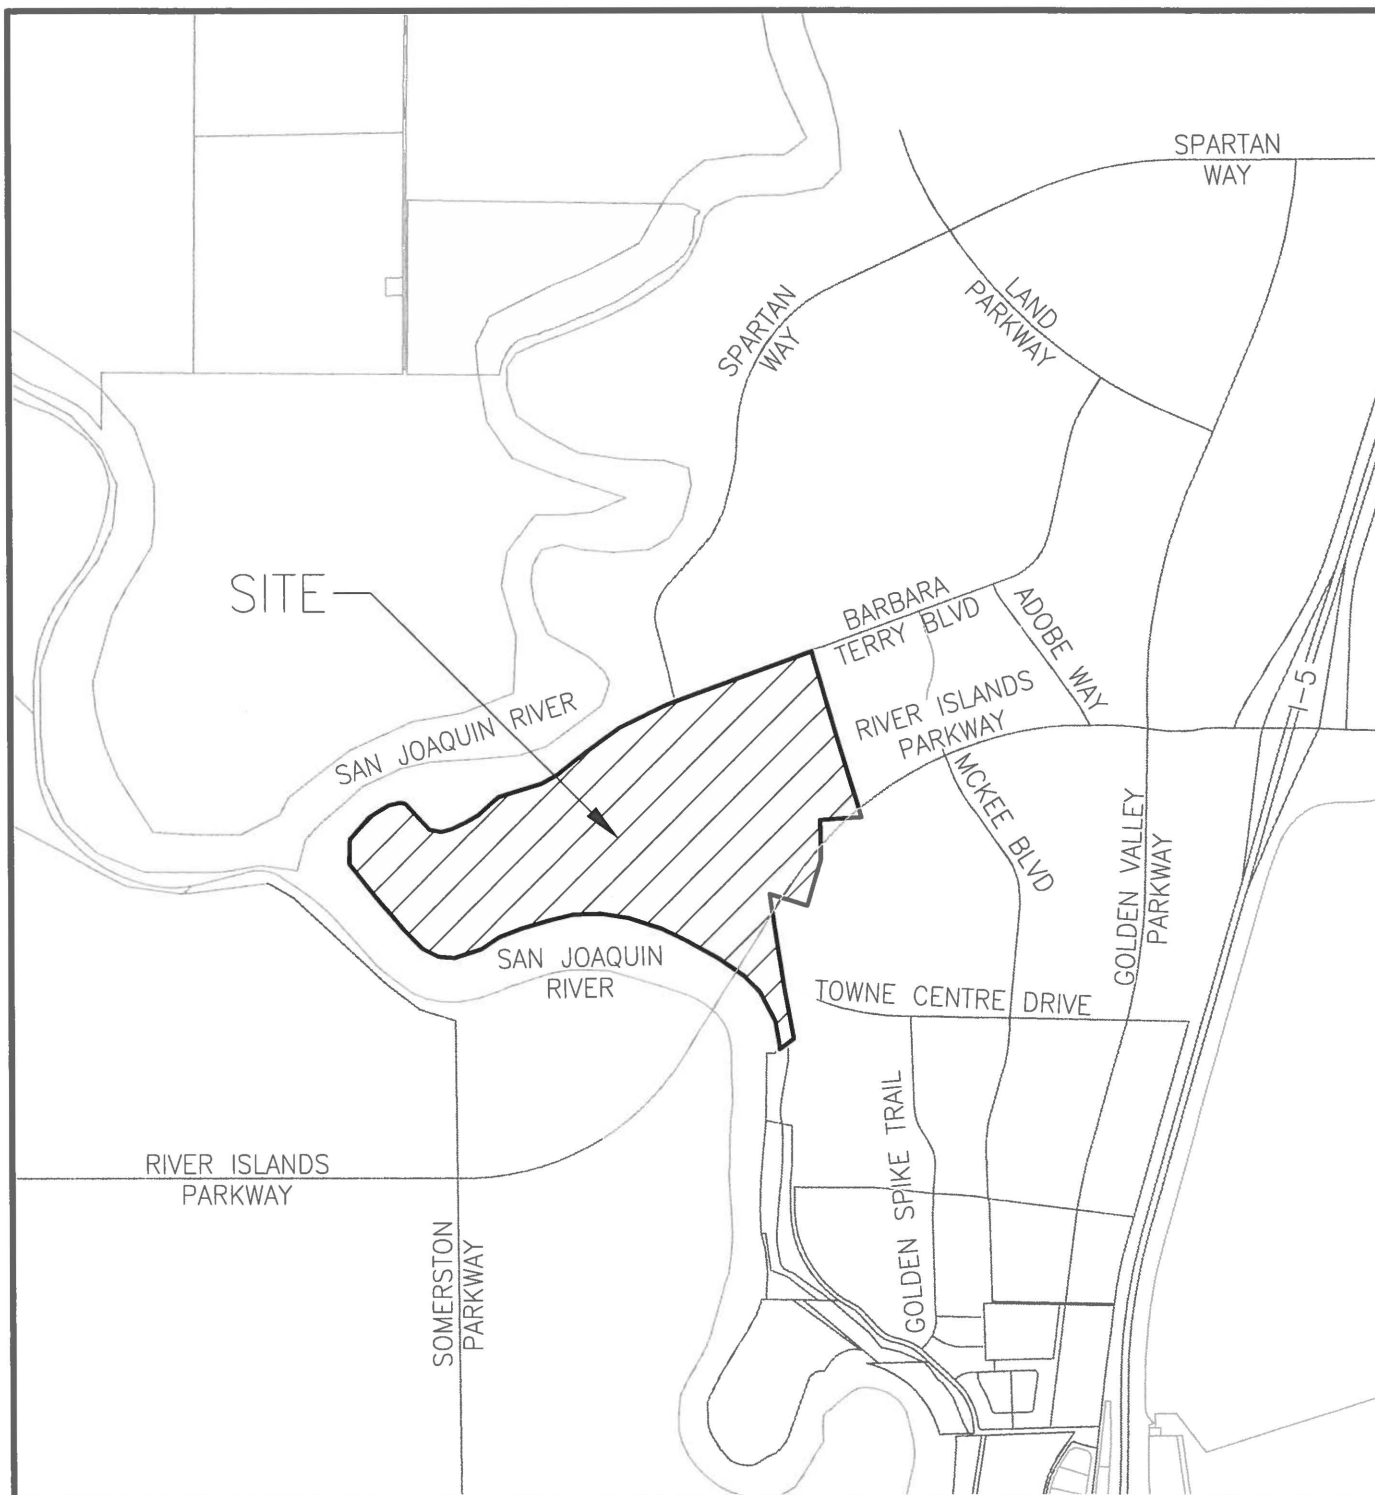 SPARTAN
WAY
LAND
PARKWAY
SPARTAN
WAY
SITE
BARBARA
TERRY BLVD
ADOBE WAY
RIVER ISLANDS
PARKWAY
I-5
SAN JOAQUIN RIVER
MCKEE BLVD
GOLDEN VALLEY
PARKWAY
SAN JOAQUIN
RIVER
TOWNE CENTRE DRIVE
GOLDEN SPIKE TRAIL
RIVER ISLANDS
PARKWAY
SOMERSTON
PARKWAY